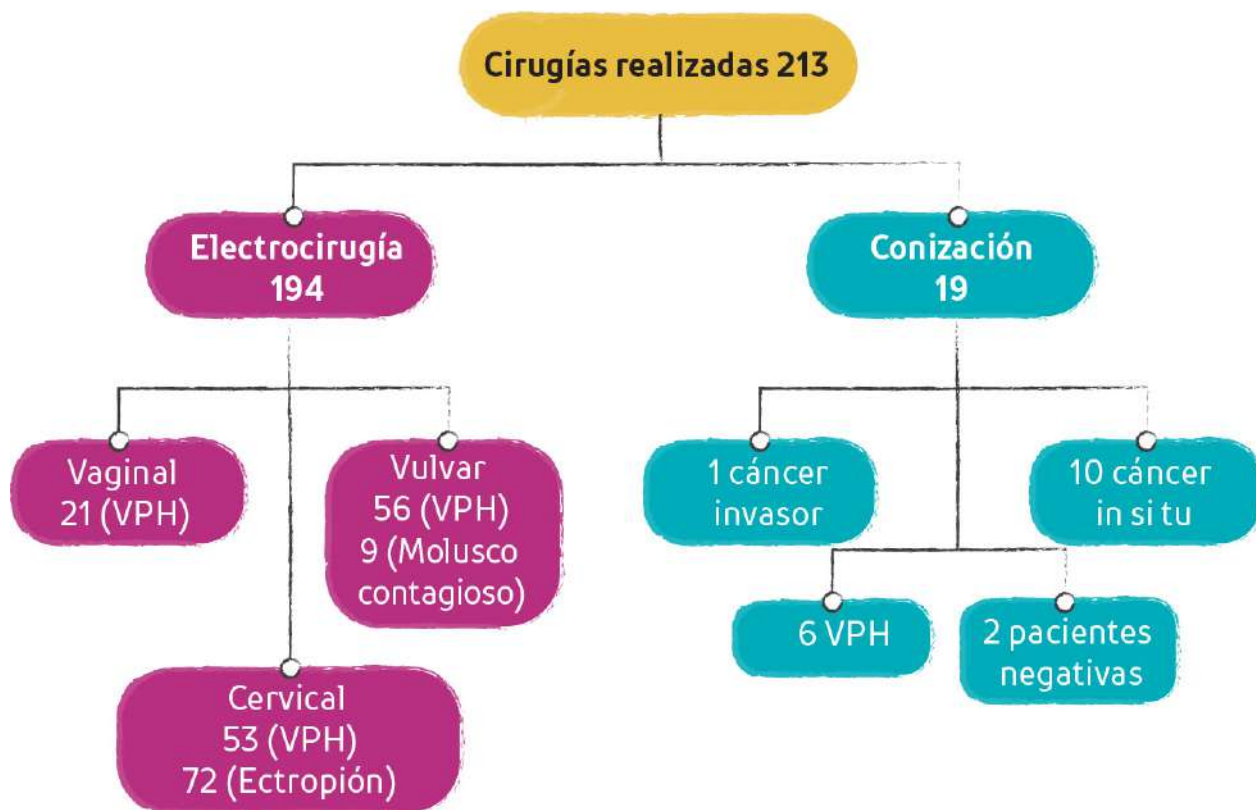 Cirugías realizadas 213
Electrocirugía
194
Conización
19
Vaginal
21 (VPH)
Vulvar
56 (VPH)
9 (Molusco
contagioso)
Cervical
53 (VPH)
72 (Ectropión)
1 cáncer
invasor
10 cáncer
in si tu
6 VPH
2 pacientes
negativas